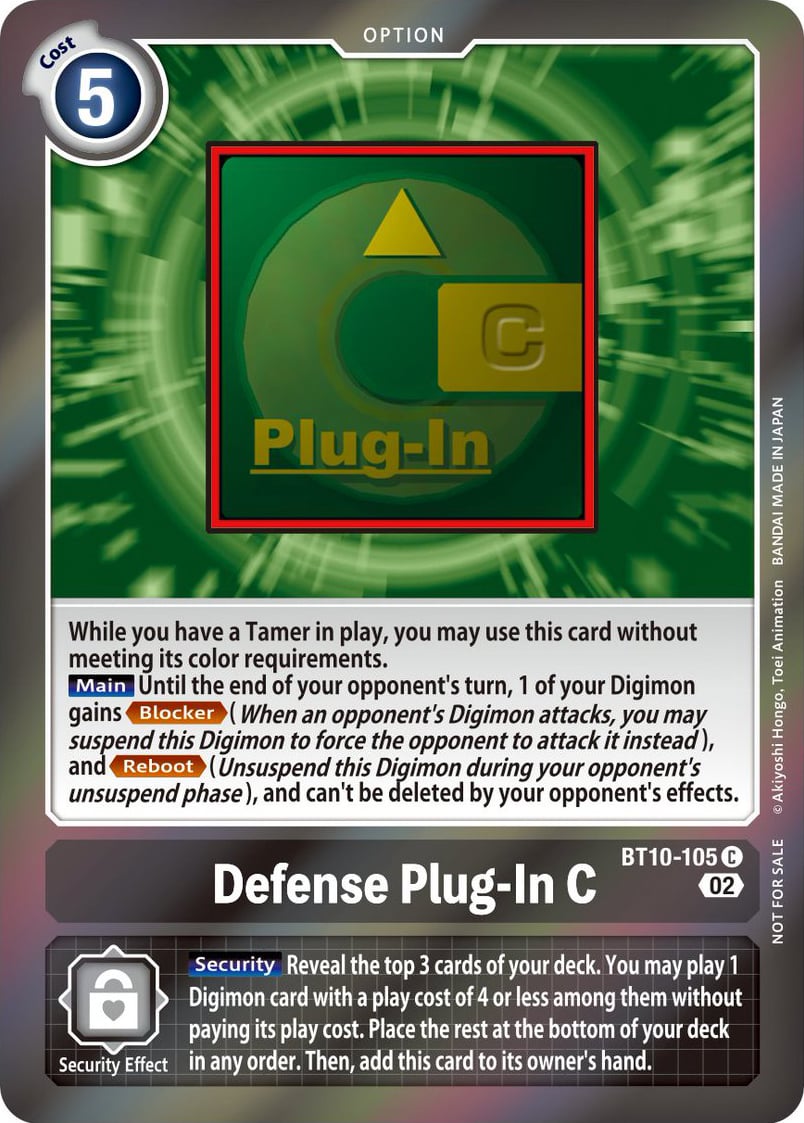 OPTION
Cost
5
C
Plug-In
While you have a Tamer in play, you may use this card without
meeting its color requirements.
Main Until the end of your opponent's turn, 1 of your Digimon
gains Blocker (When an opponent's Digimon attacks, you may
suspend this Digimon to force the opponent to attack it instead),
and Reboot (Unsuspend this Digimon during your opponent's
unsuspend phase), and can't be deleted by your opponent's effects.
BT10-105 C
Defense Plug-In C
02
Security Reveal the top 3 cards of your deck. You may play 1
Digimon card with a play cost of 4 or less among them without
paying its play cost. Place the rest at the bottom of your deck
in any order. Then, add this card to its owner's hand.
Security Effect
NOT FOR SALE © Akiyoshi Hongo, Toei Animation BANDAI MADE IN JAPAN